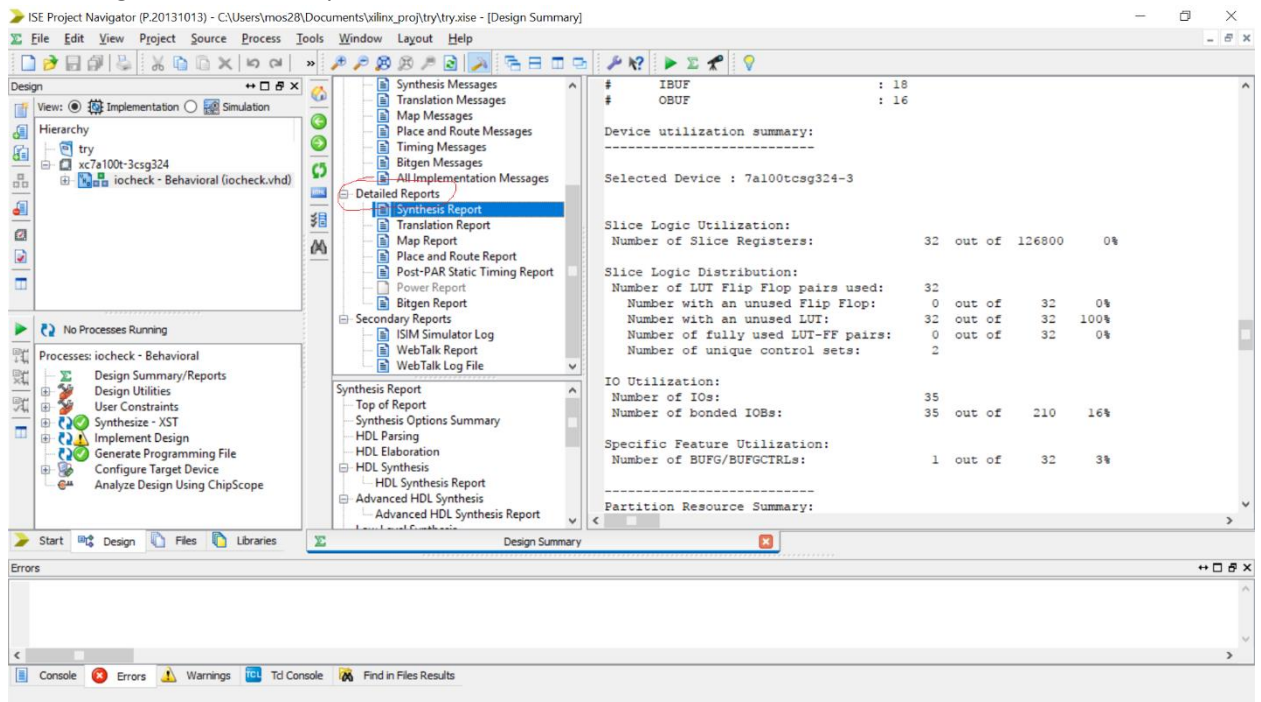 ISE Project Navigator (P.20131013) - C:\Users\mos28\Documents\xilinx_proj\try\try.xise - [Design Summary]
File Edit View Project Source Process Tools Window Layout Help
Design
View: Implementation Simulation
Hierarchy
try
xc7a100t-3csg324
iocheck - Behavioral (iocheck.vhd)
No Processes Running
Processes: iocheck - Behavioral
Design Summary/Reports
Design Utilities
User Constraints
Synthesize - XST
Implement Design
Generate Programming File
Configure Target Device
Analyze Design Using ChipScope
Start Design Files Libraries
Synthesis Messages
Translation Messages
Map Messages
Place and Route Messages
Timing Messages
Bitgen Messages
All Implementation Messages
Detailed Reports
Synthesis Report
Translation Report
Map Report
Place and Route Report
Post-PAR Static Timing Report
Power Report
Bitgen Report
Secondary Reports
ISIM Simulator Log
WebTalk Report
WebTalk Log File
Synthesis Report
Top of Report
Synthesis Options Summary
HDL Parsing
HDL Elaboration
HDL Synthesis
HDL Synthesis Report
Advanced HDL Synthesis
Advanced HDL Synthesis Report
# IBUF : 18
# OBUF : 16
Device utilization summary:
---------------------------
Selected Device : 7a100tcsg324-3
Slice Logic Utilization:
Number of Slice Registers: 32 out of 126800 0%
Slice Logic Distribution:
Number of LUT Flip Flop pairs used: 32
Number with an unused Flip Flop: 0 out of 32 0%
Number with an unused LUT: 32 out of 32 100%
Number of fully used LUT-FF pairs: 0 out of 32 0%
Number of unique control sets: 2
IO Utilization:
Number of IOs: 35
Number of bonded IOBs: 35 out of 210 16%
Specific Feature Utilization:
Number of BUFG/BUFGCTRLs: 1 out of 32 3%
---------------------------
Partition Resource Summary:
Design Summary
Errors
Console Errors Warnings Tcl Console Find in Files Results